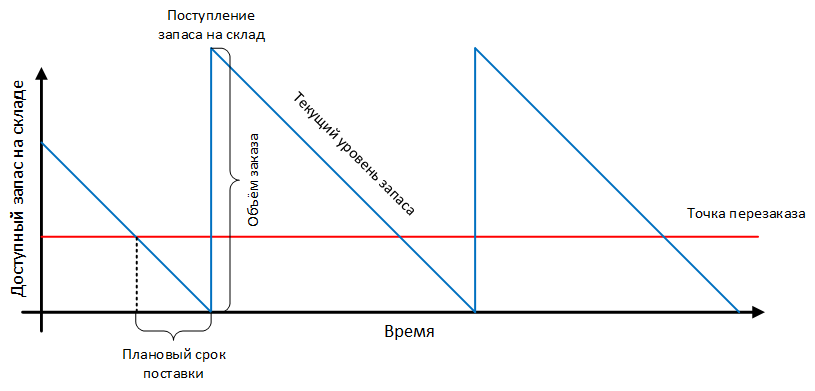 Поступление
запаса на склад
Доступный запас на складе
Объём заказа
Текущий уровень запаса
Точка перезаказа
Время
Плановый срок
поставки